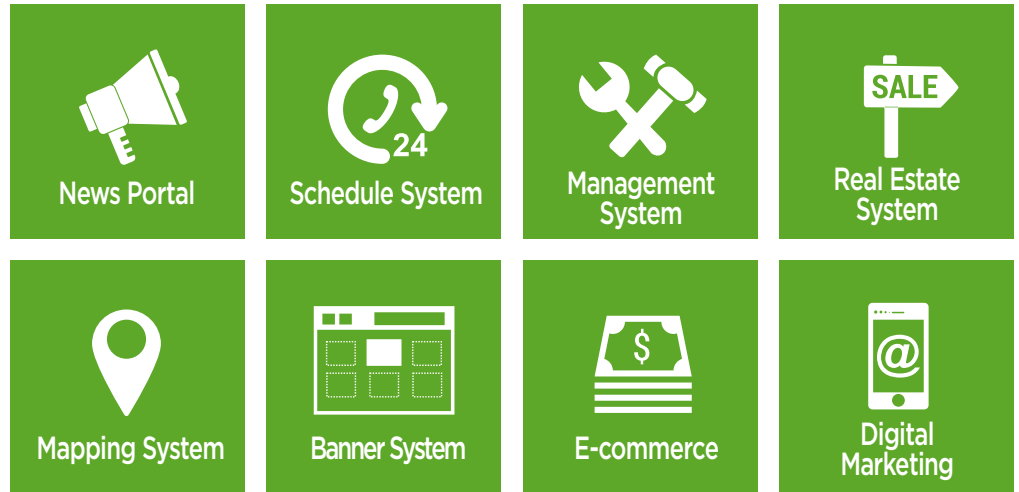 News Portal
24
Schedule System
Management
System
SALE
Real Estate
System
Mapping System
Banner System
$
E-commerce
@
Digital
Marketing